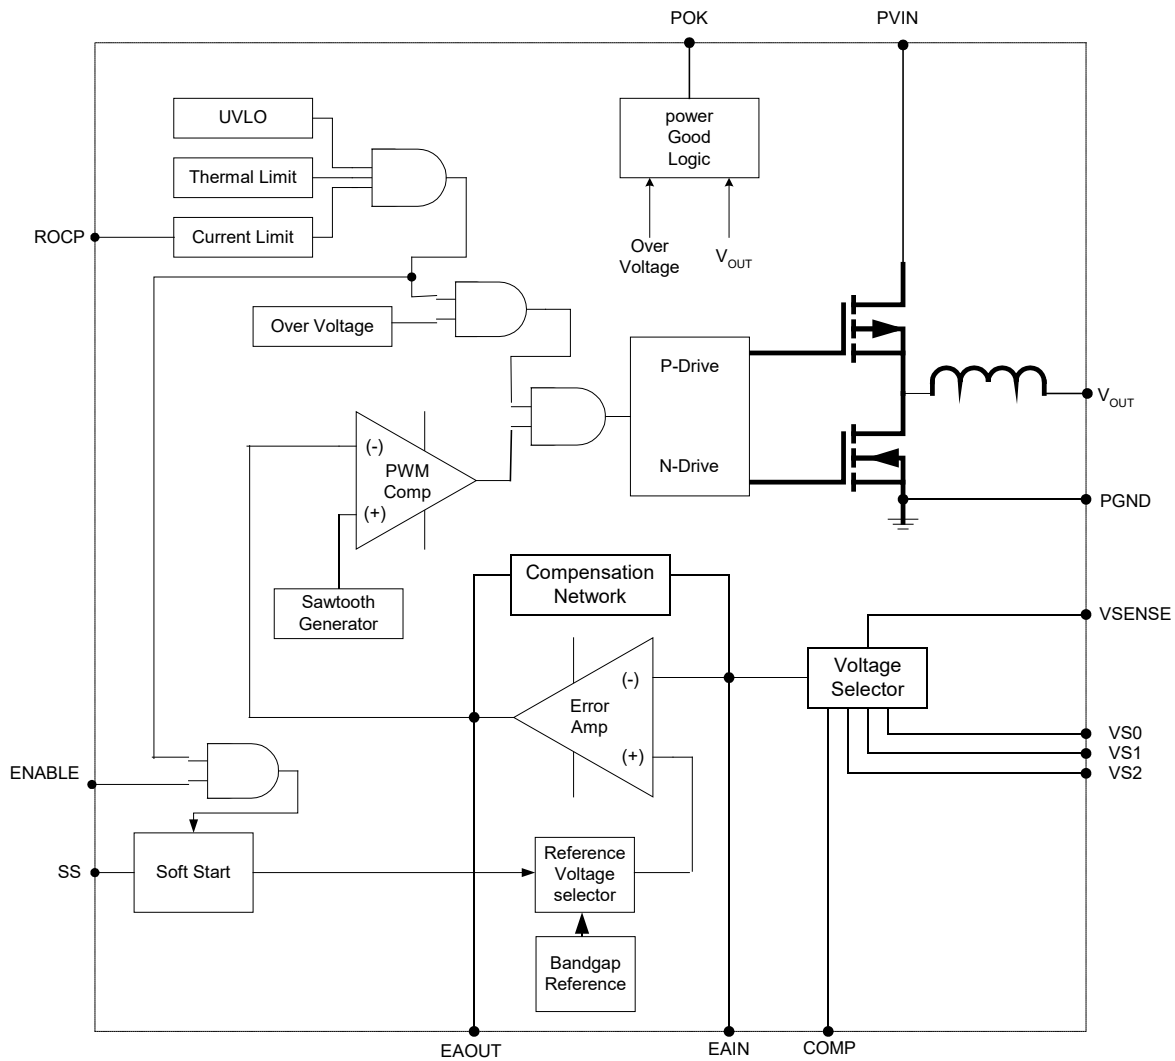 POK
PVIN
UVLO
power
Good
Logic
Thermal Limit
ROCP
Current Limit
Over
Voltage
VOUT
Over Voltage
P-Drive
VOUT
(-)
PWM
Comp
N-Drive
(+)
PGND
Compensation
Network
Sawtooth
Generator
VSENSE
Voltage
Selector
(-)
Error
Amp
(+)
VS0
VS1
VS2
ENABLE
SS
Soft Start
Reference
Voltage
selector
Bandgap
Reference
EAOUT
EAIN
COMP